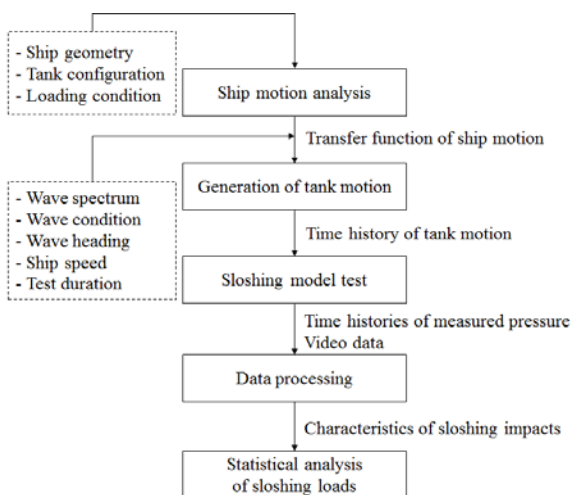 - Ship geometry
- Tank configuration
- Loading condition
Ship motion analysis
Transfer function of ship motion
- Wave spectrum
- Wave condition
- Wave heading
- Ship speed
- Test duration
Generation of tank motion
Time history of tank motion
Sloshing model test
Time histories of measured pressure
Video data
Data processing
Characteristics of sloshing impacts
Statistical analysis
of sloshing loads